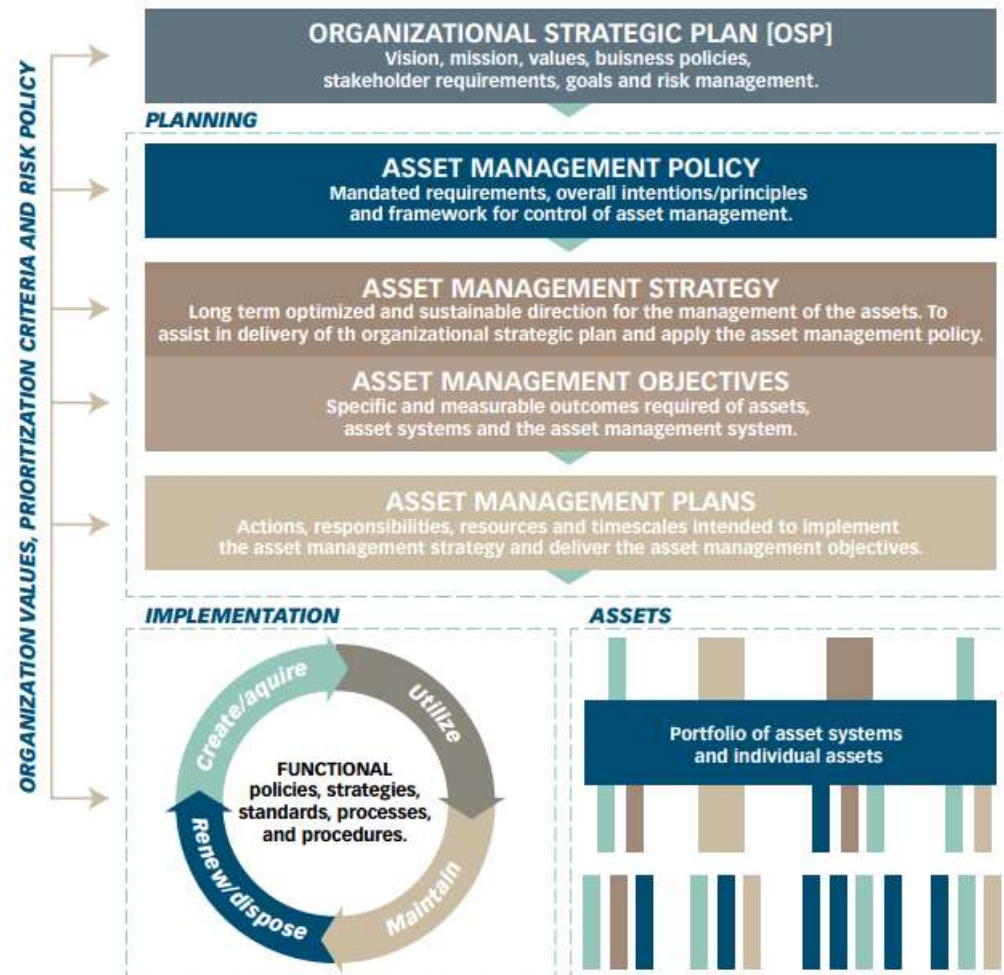 ORGANIZATION VALUES, PRIORITIZATION CRITERIA AND RISK POLICY
ORGANIZATIONAL STRATEGIC PLAN [OSP]
Vision, mission, values, buisness policies,
stakeholder requirements, goals and risk management.
PLANNING
ASSET MANAGEMENT POLICY
Mandated requirements, overall intentions/principles
and framework for control of asset management.
ASSET MANAGEMENT STRATEGY
Long term optimized and sustainable direction for the management of the assets. To
assist in delivery of th organizational strategic plan and apply the asset management policy.
ASSET MANAGEMENT OBJECTIVES
Specific and measurable outcomes required of assets,
asset systems and the asset management system.
ASSET MANAGEMENT PLANS
Actions, responsibilities, resources and timescales intended to implement
the asset management strategy and deliver the asset management objectives.
IMPLEMENTATION
Create/aquire
Utilize
Maintain
Renew/dispose
FUNCTIONAL
policies, strategies,
standards, processes,
and procedures.
ASSETS
Portfolio of asset systems
and individual assets